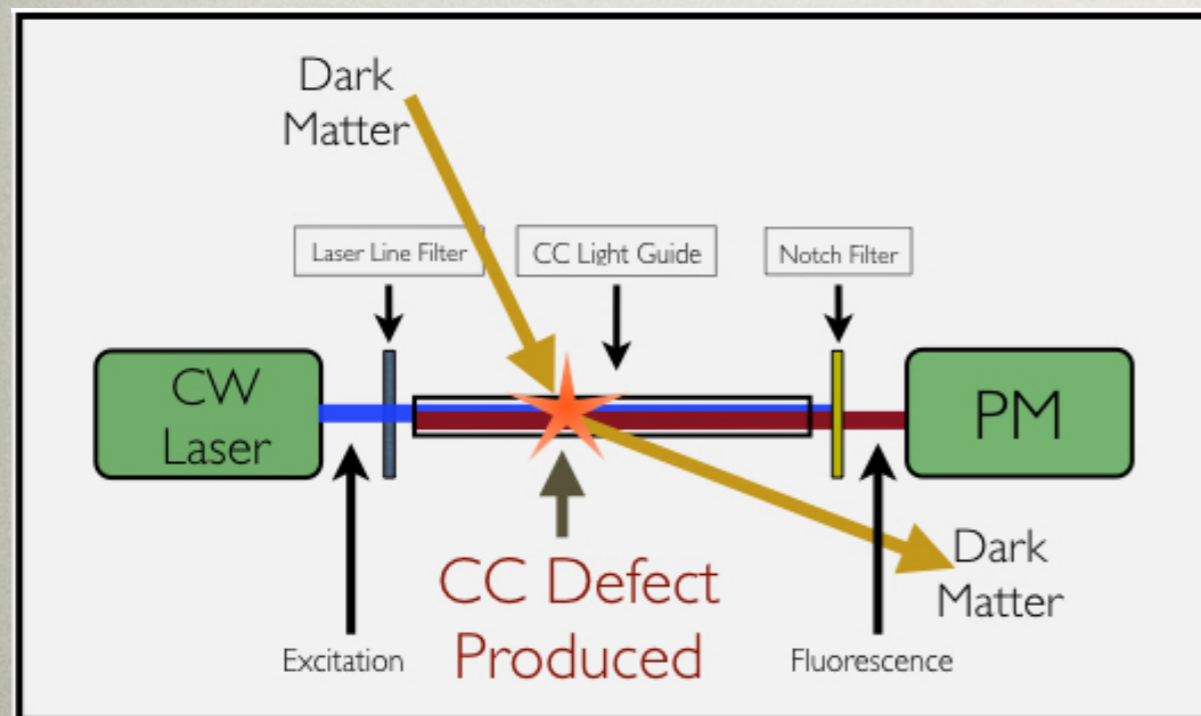 Dark
Matter
Laser Line Filter
CC Light Guide
Notch Filter
CW
Laser
PM
CC Defect
Produced
Dark
Matter
Excitation
Fluorescence